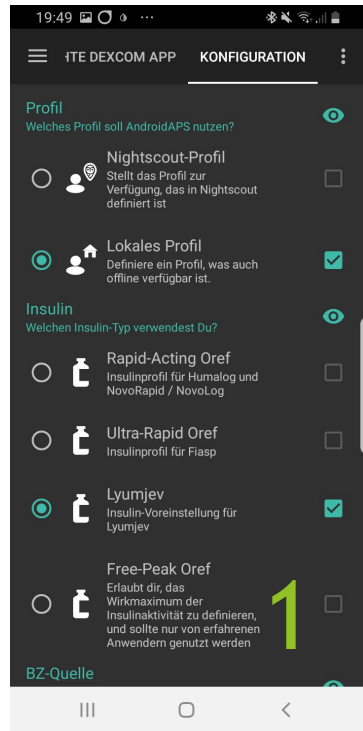 19:49
ITE DEXCOM APP KONFIGURATION
Profil
Welches Profil soll AndroidAPS nutzen?
Nightscout-Profil
Stellt das Profil zur
Verfügung, das in Nightscout
definiert ist
Lokales Profil
Definiere ein Profil, was auch
offline verfügbar ist.
Insulin
Welchen Insulin-Typ verwendest Du?
Rapid-Acting Oref
Insulinprofil für Humalog und
NovoRapid / NovoLog
Ultra-Rapid Oref
Insulinprofil für Fiasp
Lyumjev
Insulin-Voreinstellung für
Lyumjev
Free-Peak Oref
Erlaubt dir, das
Wirkmaximum der
Insulinaktivität zu definieren,
und sollte nur von erfahrenen
Anwendern genutzt werden
1
BZ-Quelle